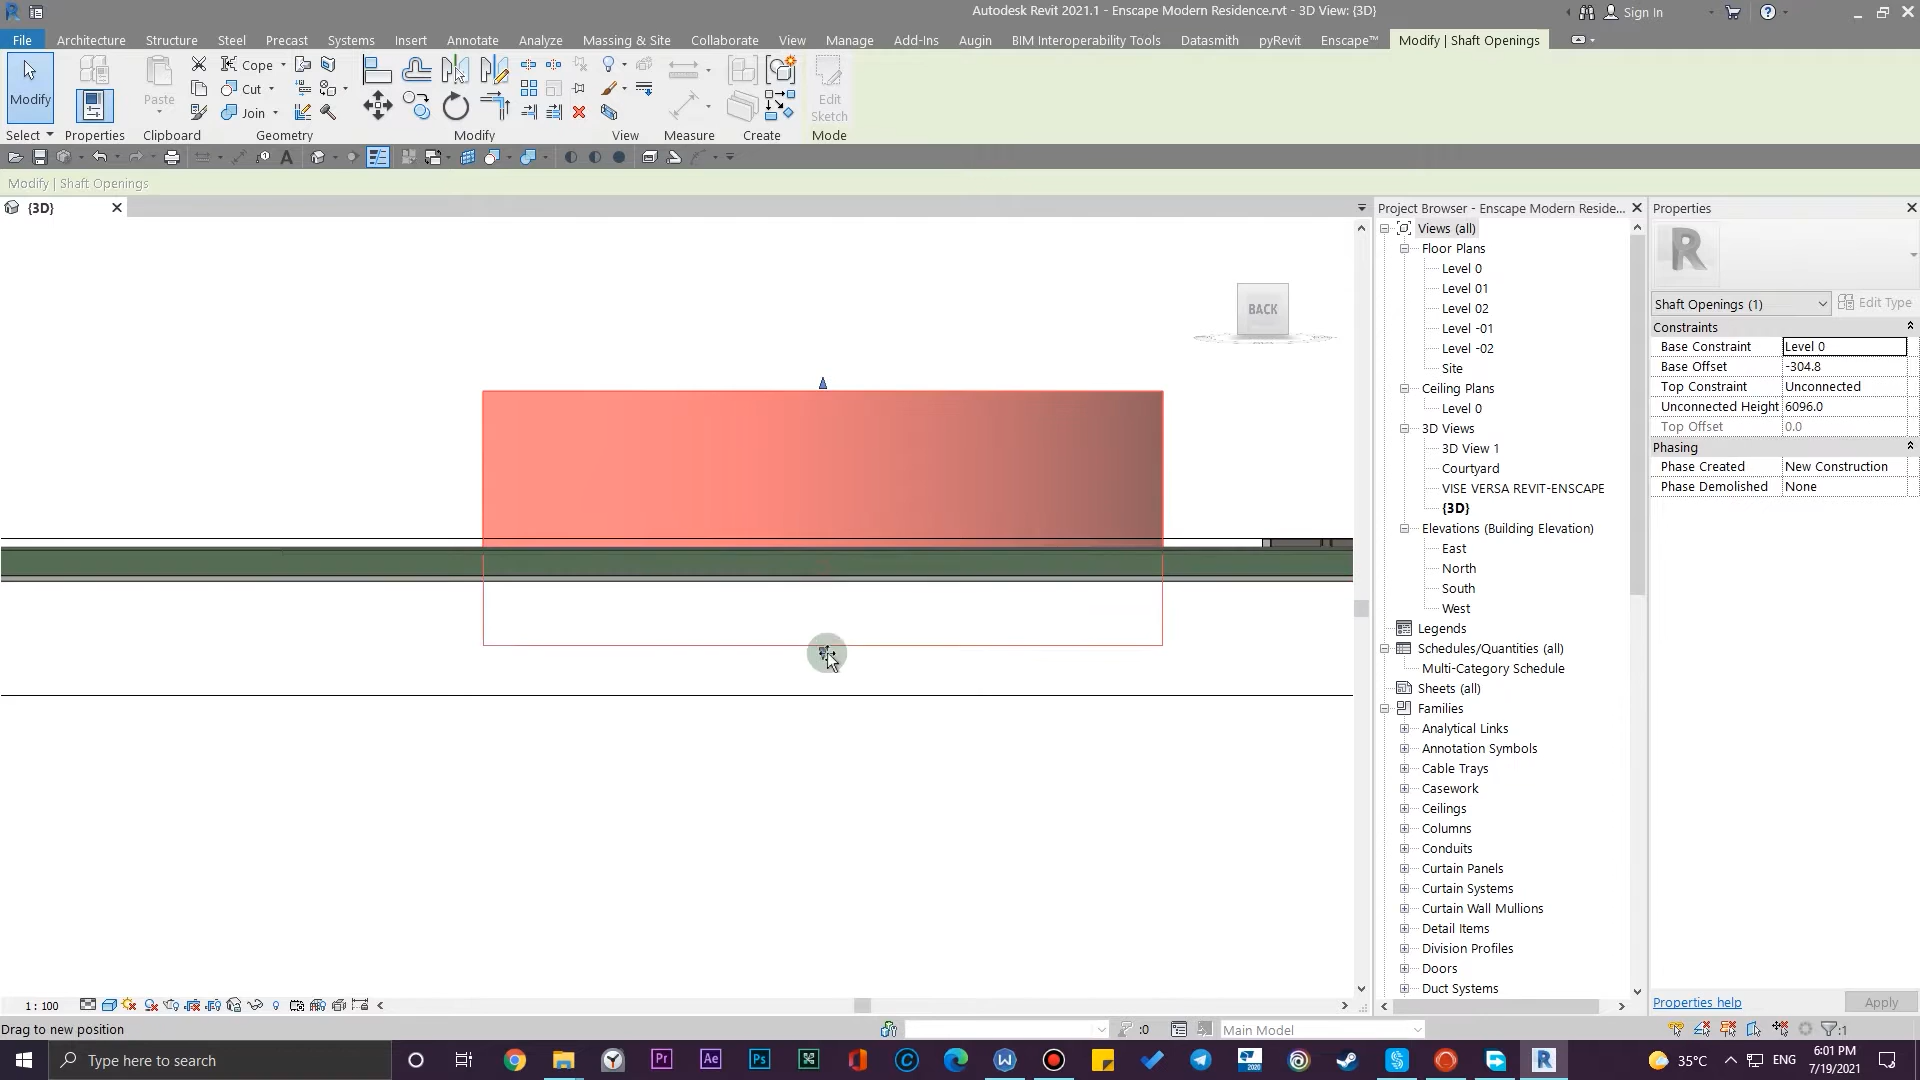 Autodesk Revit 2021.1 - Enscape Modern Residence.rvt - 3D View: {3D}
Sign In
File Architecture Structure Steel Precast Systems Insert Annotate Analyze Massing & Site Collaborate View Manage Add-Ins Augin BIM Interoperability Tools Datasmith pyRevit Enscape™ Modify | Shaft Openings
Modify
Paste
Cope
Cut
Join
Edit
Sketch
Select Properties Clipboard Geometry Modify View Measure Create Mode
Modify | Shaft Openings
{3D}
BACK
Project Browser - Enscape Modern Reside...
Views (all)
Floor Plans
Level 0
Level 01
Level 02
Level -01
Level -02
Site
Ceiling Plans
Level 0
3D Views
3D View 1
Courtyard
VISE VERSA REVIT-ENSCAPE
{3D}
Elevations (Building Elevation)
East
North
South
West
Legends
Schedules/Quantities (all)
Multi-Category Schedule
Sheets (all)
Families
Analytical Links
Annotation Symbols
Cable Trays
Casework
Ceilings
Columns
Conduits
Curtain Panels
Curtain Systems
Curtain Wall Mullions
Detail Items
Division Profiles
Doors
Duct Systems
Properties
Shaft Openings (1)
Edit Type
Constraints
Base Constraint Level 0
Base Offset -304.8
Top Constraint Unconnected
Unconnected Height 6096.0
Top Offset 0.0
Phasing
Phase Created New Construction
Phase Demolished None
Properties help
Apply
1 : 100
Drag to new position
:0
Main Model
:1
Type here to search
Pr
Ae
Ps
2020
35°C
ENG
6:01 PM
7/19/2021